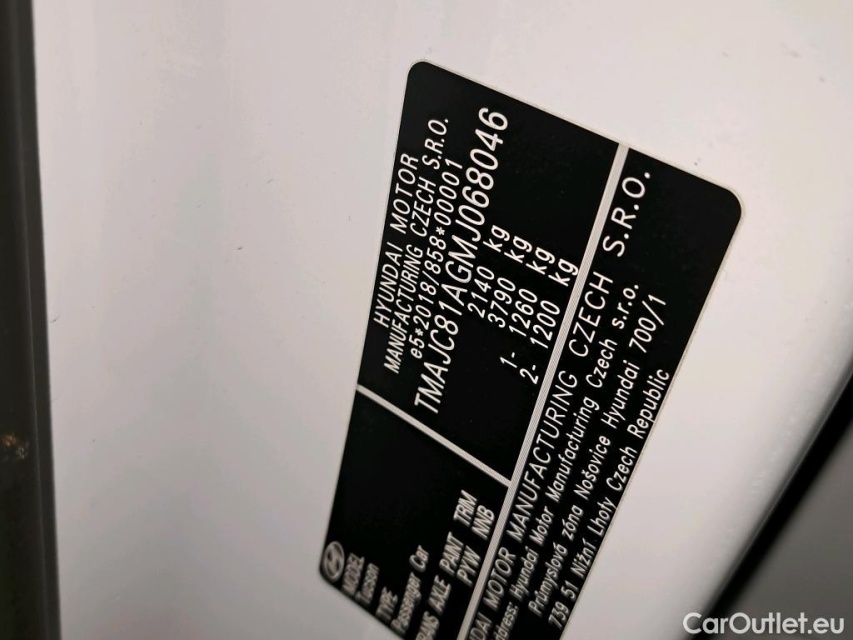 HYUNDAI MOTOR
MANUFACTURING CZECH S.R.O.
e5*2018/858*00001
TMAJC81AGMJ068046
2140 kg
3790 kg
1- 1260 kg
2- 1200 kg
MODEL
TUCSON
TYPE
Passenger Car
TRANS AXLE PANT TRIM
PYW NNB
HYUNDAI MOTOR MANUFACTURING CZECH S.R.O.
Address: Hyundai Motor Manufacturing Czech s.r.o.
Průmyslová zóna Nošovice Hyundai 700/1
739 51 Nižní Lhoty Czech Republic
CarOutlet.eu